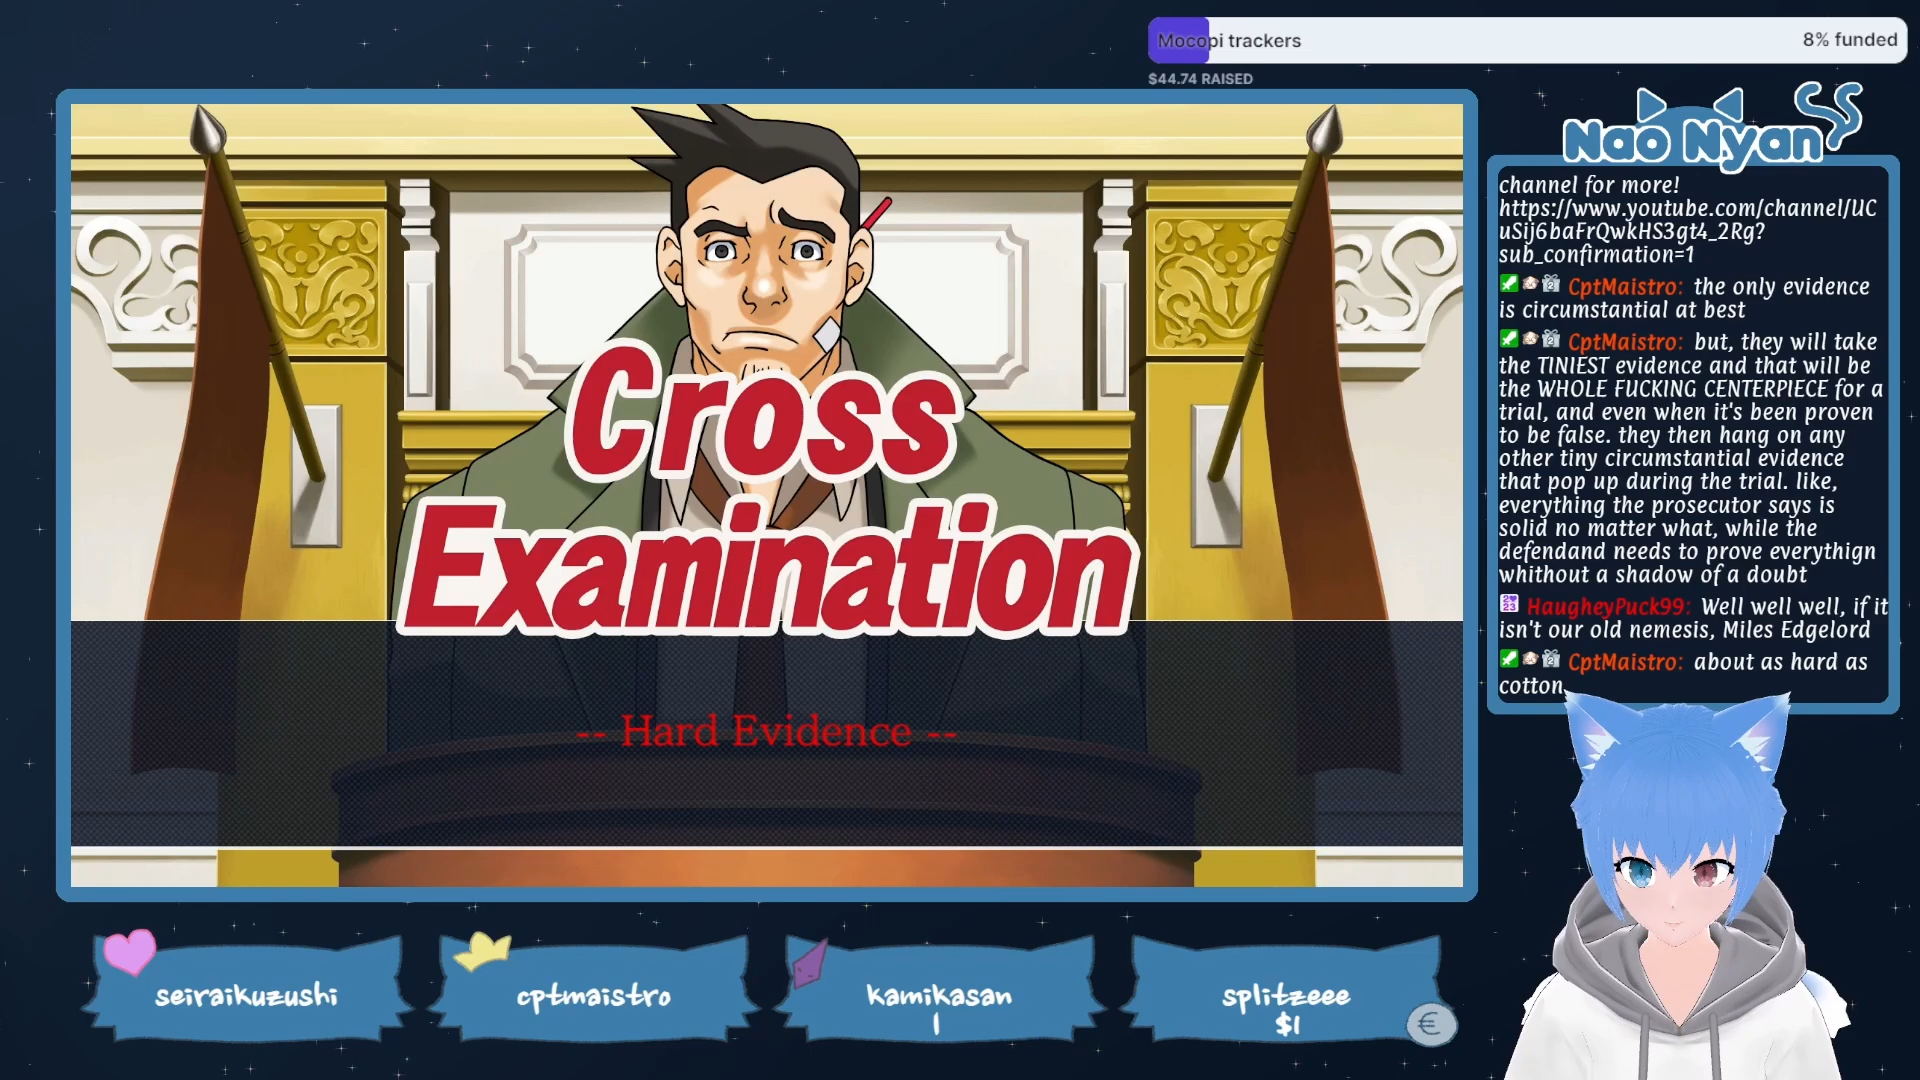 Mocopi trackers
8% funded
$44.74 RAISED
Nao Nyan
channel for more!
https://www.youtube.com/channel/UC
uSij6baFrQwkHS3gt4_2Rg?
sub_confirmation=1
CptMaistro: the only evidence
is circumstantial at best
CptMaistro: but, they will take
the TINIEST evidence and that will be
the WHOLE FUCKING CENTERPIECE for a
trial, and even when it's been proven
to be false. they then hang on any
other tiny circumstantial evidence
that pop up during the trial. like,
everything the prosecutor says is
solid no matter what, while the
defendand needs to prove everythign
whithout a shadow of a doubt
HaugheyPuck99: Well well well, if it
isn't our old nemesis, Miles Edgelord
CptMaistro: about as hard as
cotton
Cross
Examination
-- Hard Evidence --
seiraikuzushi
cptmaistro
kamikasan
1
splitzeee
$1
€